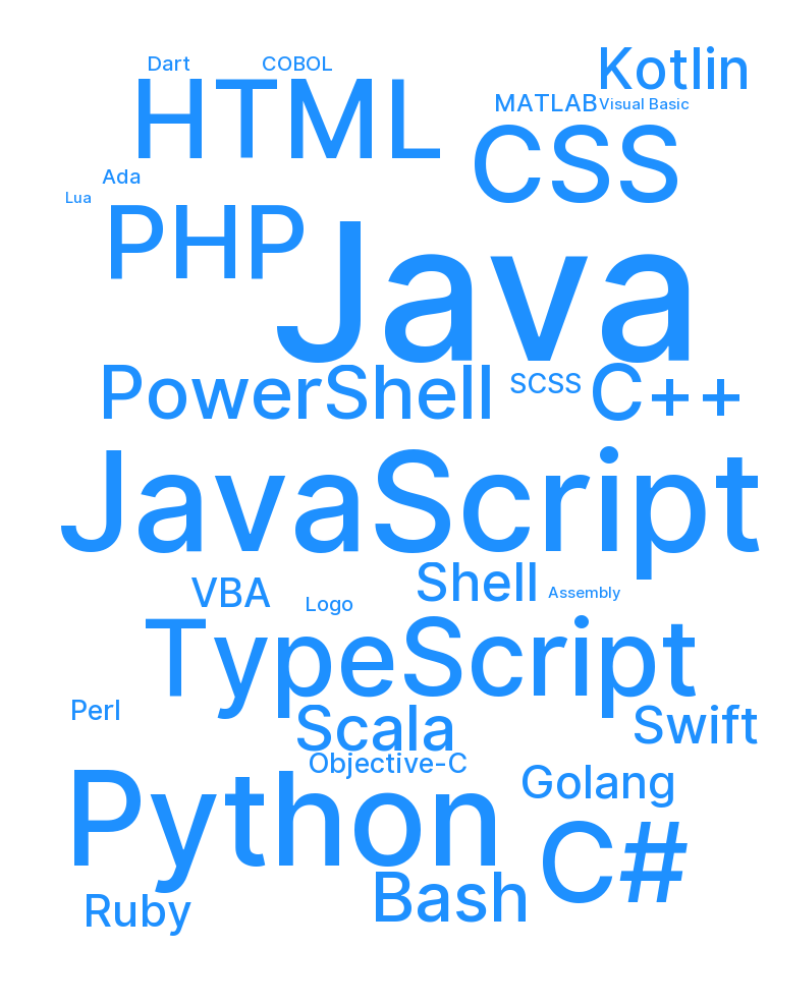 Kotlin
Dart COBOL
HTML
MATLAB Visual Basic
CSS
Ada
Lua
PHP
Java
PowerShell SCSS C++
JavaScript
VBA Logo Shell Assembly
TypeScript
Perl Scala Swift
Objective-C
Golang
Python
C#
Ruby Bash